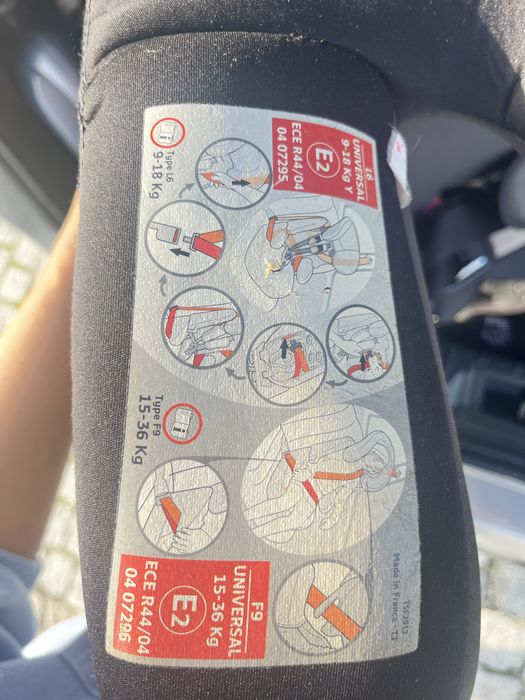 L6
UNIVERSAL
9-18 Kg Y
E2
ECE R44/04
04 07295
i
Type L6
9-18 Kg
i
Type F9
15-36 Kg
F9
UNIVERSAL
15-36 Kg
E2
ECE R44/04
04 07296
Made in France - TJ